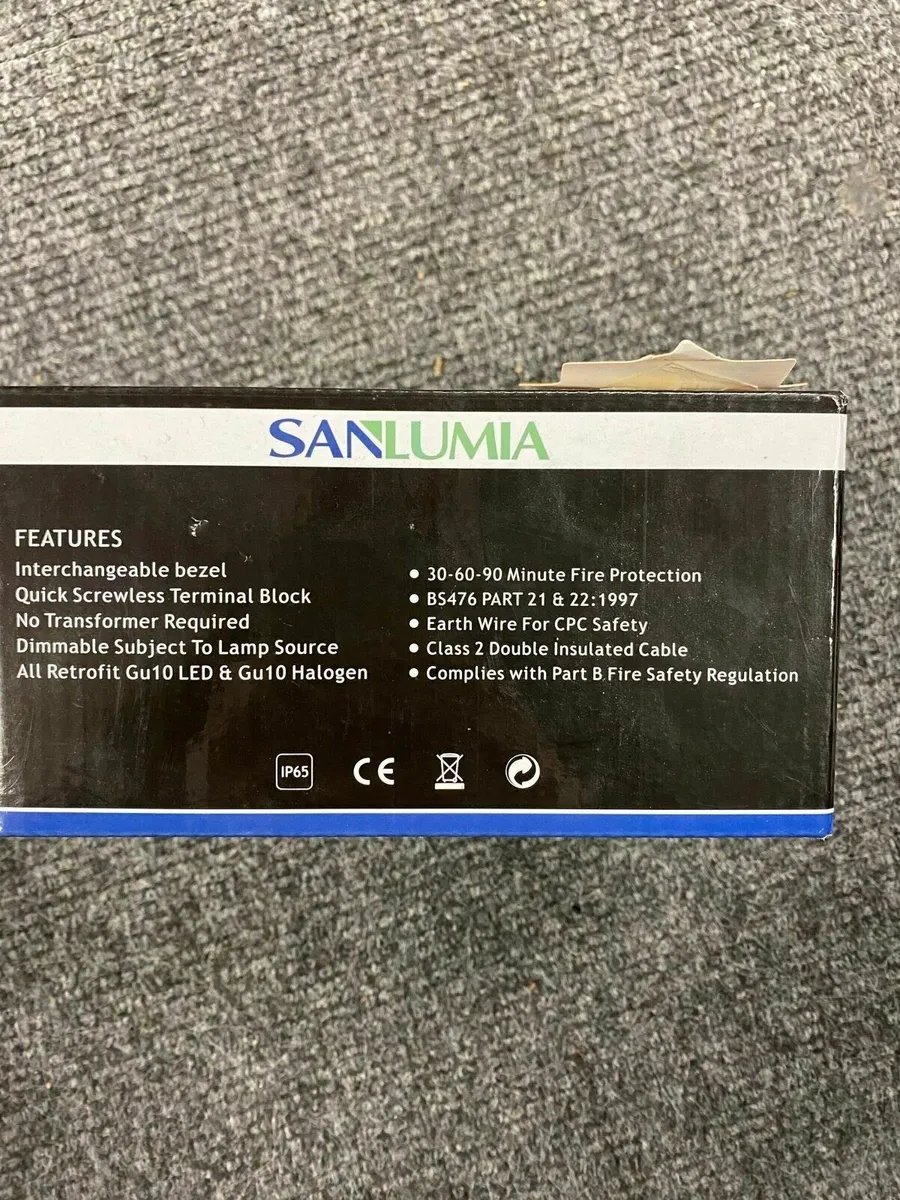 SANLUMIA
FEATURES
Interchangeable bezel
Quick Screwless Terminal Block
No Transformer Required
Dimmable Subject To Lamp Source
All Retrofit Gu10 LED & Gu10 Halogen
• 30-60-90 Minute Fire Protection
• BS476 PART 21 & 22:1997
• Earth Wire For CPC Safety
• Class 2 Double Insulated Cable
• Complies with Part B Fire Safety Regulation
IP65
CE